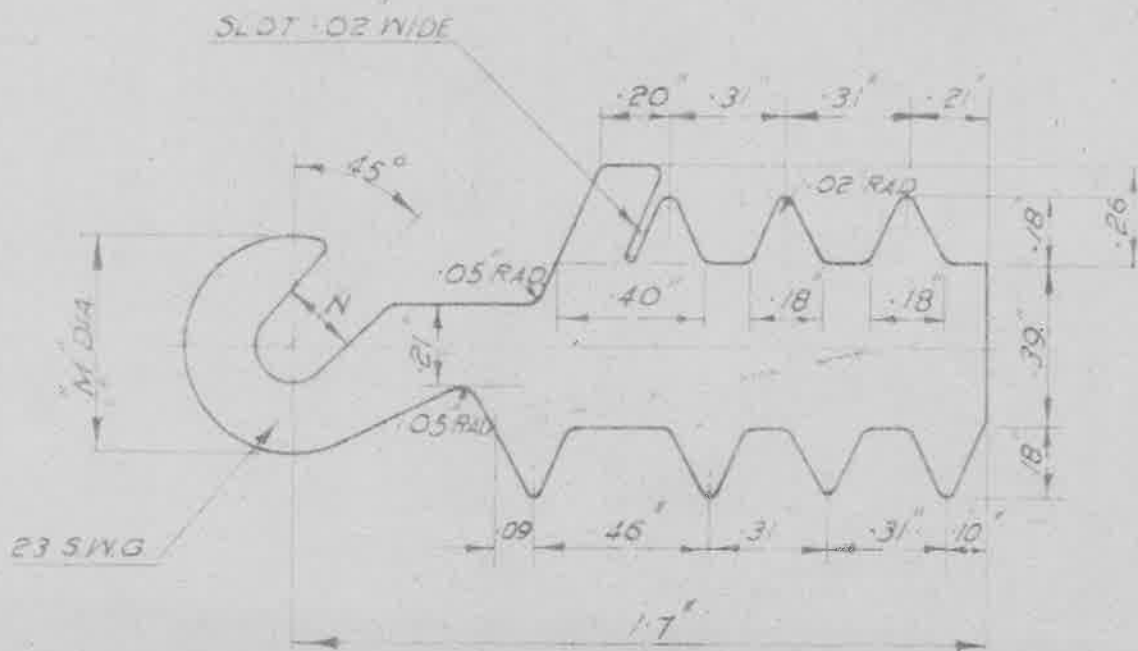 SLOT ·02 WIDE
·20" ·31" ·31" ·21"
45°
·02 RAD
·18"
·26"
·05" RAD
·40" ·18" ·18"
N
·21"
"M" DIA
·39"
·05" RAD
·18"
·09 ·46" ·31" ·31" ·10"
23 S.W.G
1·7"